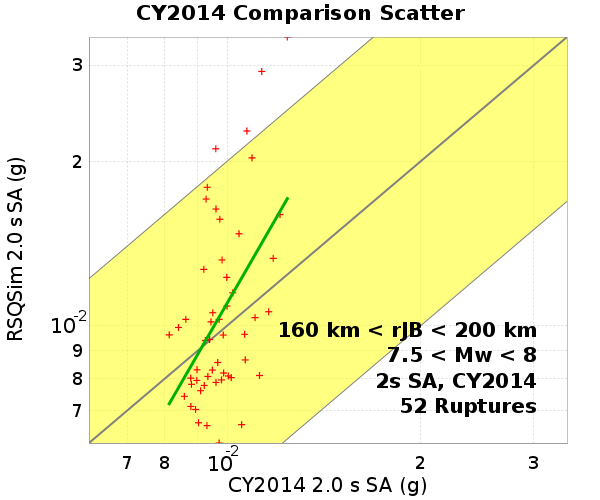 CY2014 Comparison Scatter
RSQSim 2.0 s SA (g)
3
2
10-2
9
8
7
160 km < rJB < 200 km
7.5 < Mw < 8
2s SA, CY2014
52 Ruptures
7 8 10-2 2 3
CY2014 2.0 s SA (g)